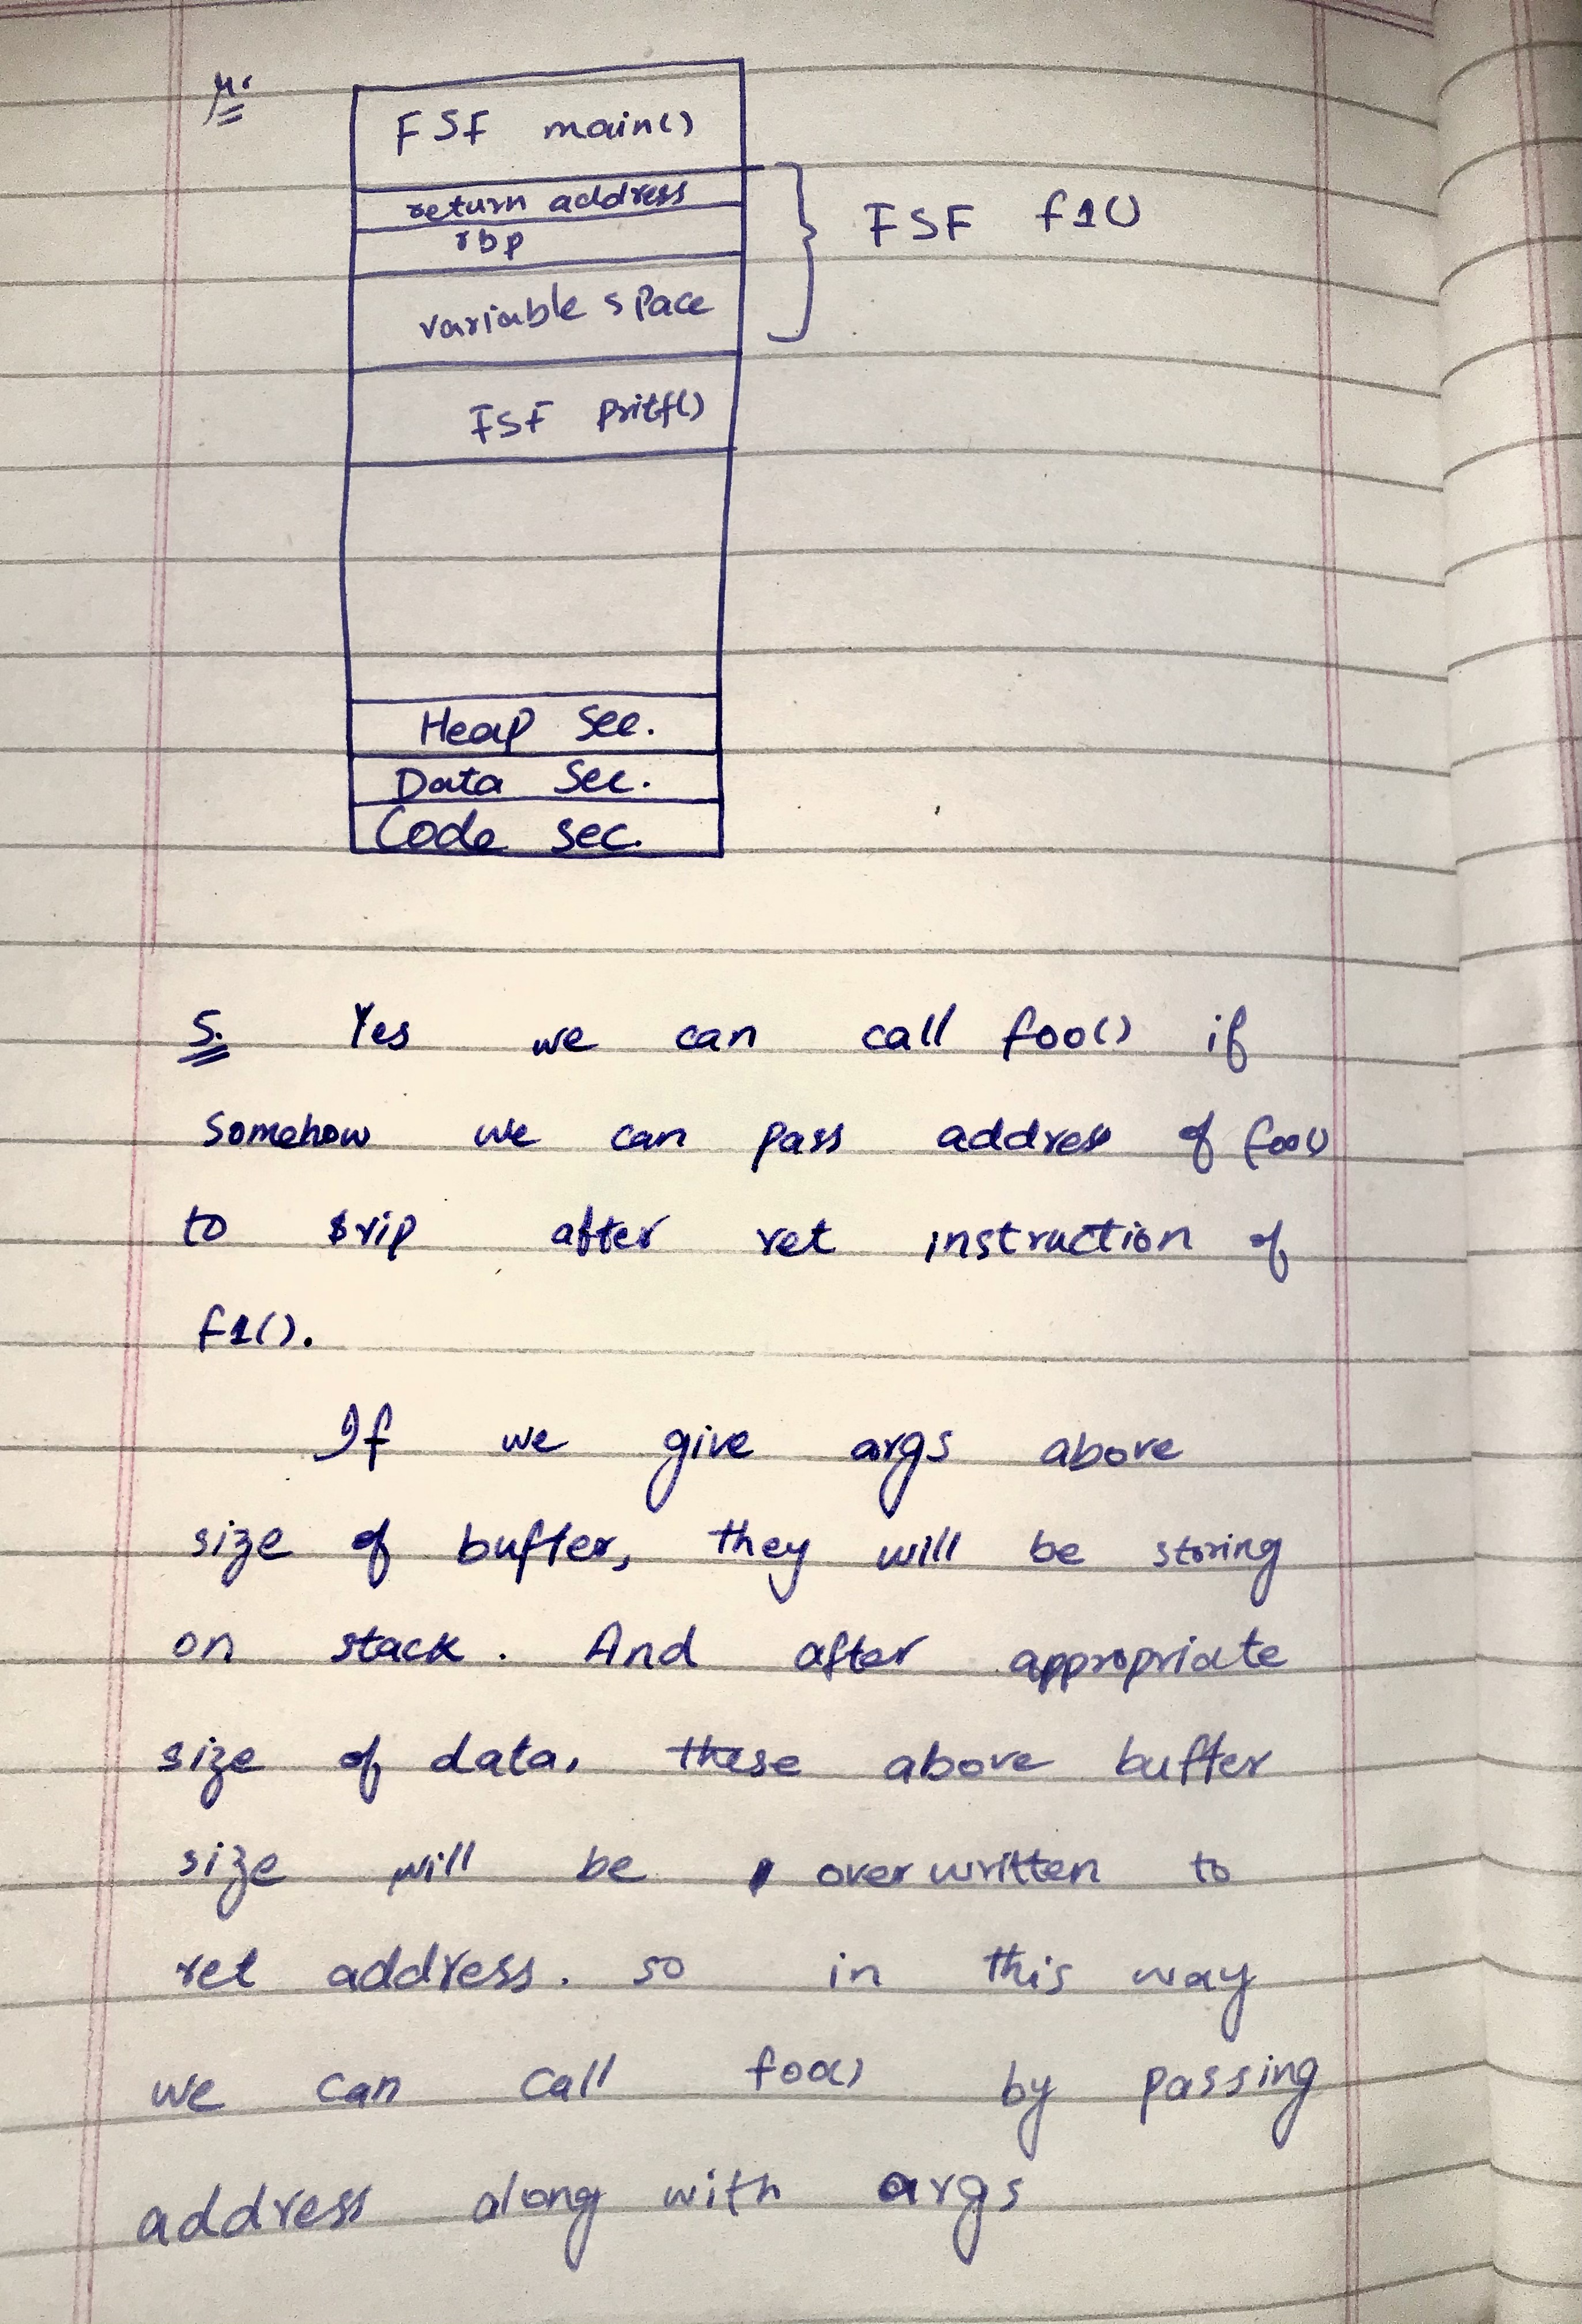 4.
FSF main()
return address
rbp
FSF f1()
variable space
FSF pritf()
Heap Sec.
Data Sec.
Code sec.
5. Yes we can call foo() if
Somehow we can pass address of foo()
to $rip after ret instruction of
f1().
If we give args above
size of buffer, they will be storing
on stack. And after appropriate
size of data, these above buffer
size will be over written to
ret address. so in this way
we can call foo() by passing
address along with args